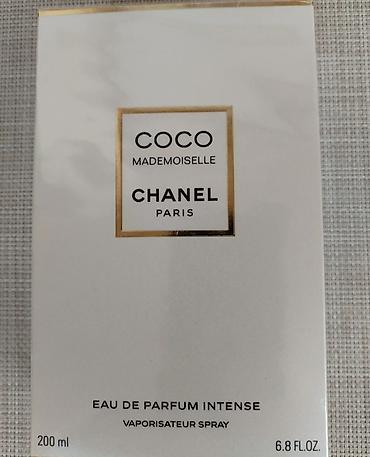 COCO
MADEMOISELLE
CHANEL
PARIS
EAU DE PARFUM INTENSE
VAPORISATEUR SPRAY
200 ml 6.8 FL.OZ.